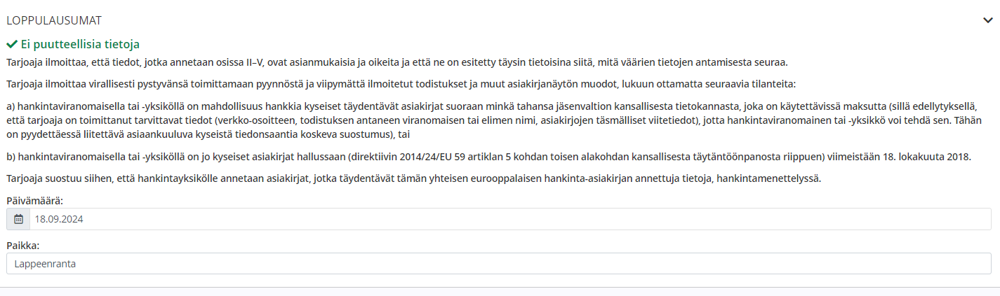 LOPPULAUSUMAT
Ei puutteellisia tietoja
Tarjoaja ilmoittaa, että tiedot, jotka annetaan osissa II–V, ovat asianmukaisia ja oikeita ja että ne on esitetty täysin tietoisina siitä, mitä väärien tietojen antamisesta seuraa.
Tarjoaja ilmoittaa virallisesti pystyvänsä toimittamaan pyynnöstä ja viipymättä ilmoitetut todistukset ja muut asiakirjanäytön muodot, lukuun ottamatta seuraavia tilanteita:
a) hankintaviranomaisella tai -yksiköllä on mahdollisuus hankkia kyseiset täydentävät asiakirjat suoraan minkä tahansa jäsenvaltion kansallisesta tietokannasta, joka on käytettävissä maksutta (sillä edellytyksellä,
että tarjoaja on toimittanut tarvittavat tiedot (verkko-osoitteen, todistuksen antaneen viranomaisen tai elimen nimi, asiakirjojen täsmälliset viitetiedot), jotta hankintaviranomainen tai -yksikkö voi tehdä sen. Tähän
on pyydettäessä liitettävä asiaankuuluva kyseistä tiedonsaantia koskeva suostumus), tai
b) hankintaviranomaisella tai -yksiköllä on jo kyseiset asiakirjat hallussaan (direktiivin 2014/24/EU 59 artiklan 5 kohdan toisen alakohdan kansallisesta täytäntöönpanosta riippuen) viimeistään 18. lokakuuta 2018.
Tarjoaja suostuu siihen, että hankintayksikölle annetaan asiakirjat, jotka täydentävät tämän yhteisen eurooppalaisen hankinta-asiakirjan annettuja tietoja, hankintamenettelyssä.
Päivämäärä:
18.09.2024
Paikka:
Lappeenranta